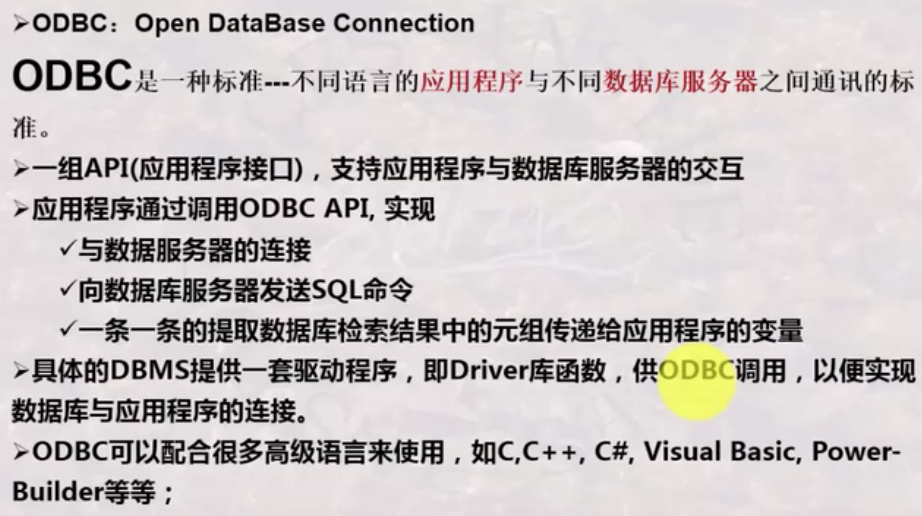 ➢ODBC：Open DataBase Connection
ODBC是一种标准---不同语言的应用程序与不同数据库服务器之间通讯的标
准。
➢一组API(应用程序接口)，支持应用程序与数据库服务器的交互
➢应用程序通过调用ODBC API, 实现
✓与数据服务器的连接
✓向数据库服务器发送SQL命令
✓一条一条的提取数据库检索结果中的元组传递给应用程序的变量
➢具体的DBMS提供一套驱动程序，即Driver库函数，供ODBC调用，以便实现
数据库与应用程序的连接。
➢ODBC可以配合很多高级语言来使用，如C,C++, C#, Visual Basic, Power-
Builder等等；